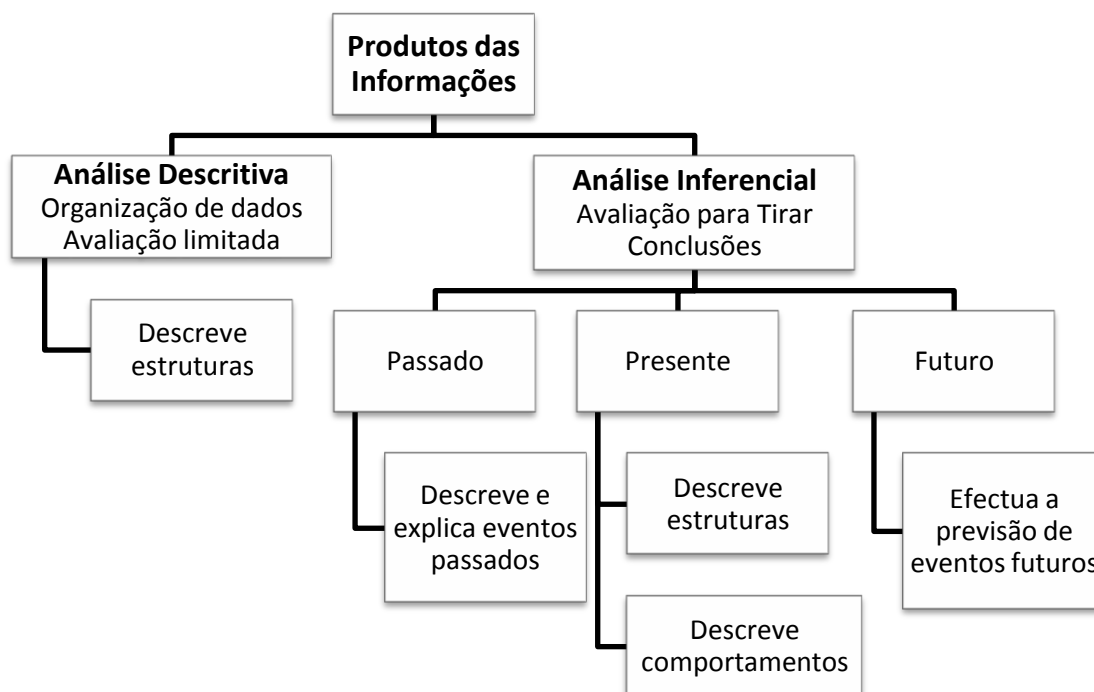 Produtos das
Informações
Análise Descritiva
Organização de dados
Avaliação limitada
Análise Inferencial
Avaliação para Tirar
Conclusões
Descreve
estruturas
Passado
Presente
Futuro
Descreve e
explica eventos
passados
Descreve
estruturas
Efectua a
previsão de
eventos futuros
Descreve
comportamentos